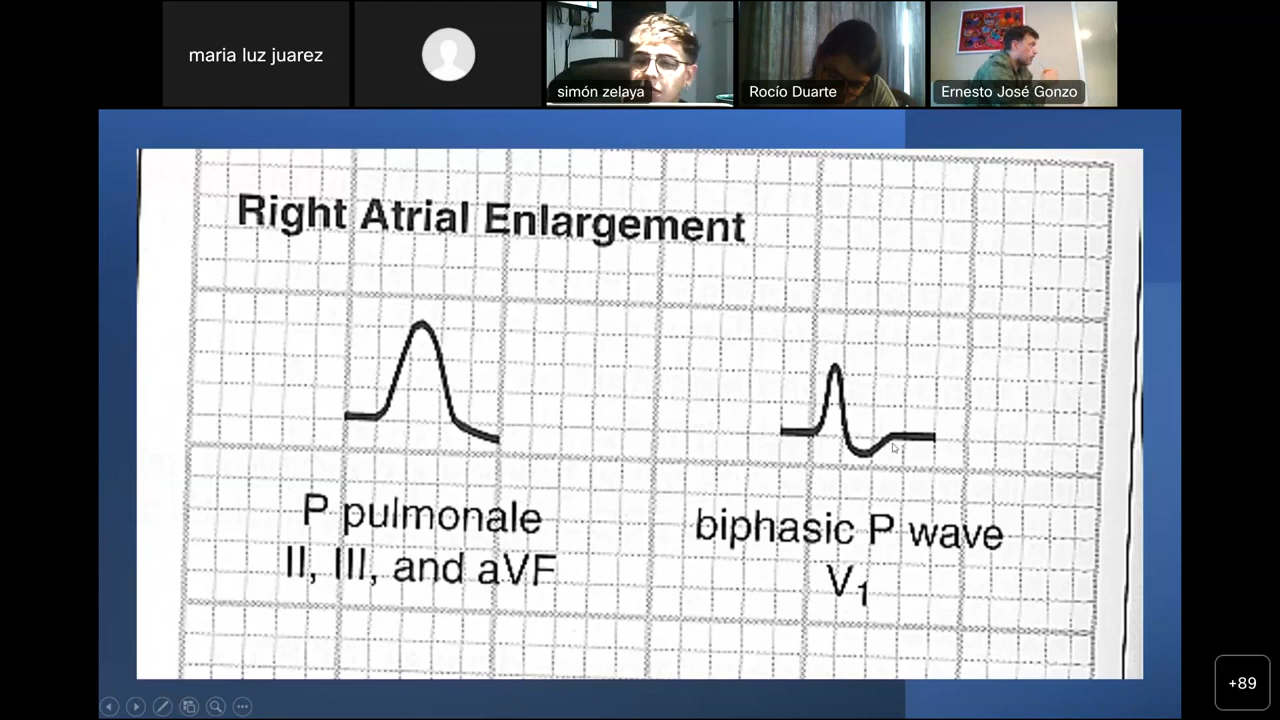 maria luz juarez
simón zelaya
Rocío Duarte
Ernesto José Gonzo
Right Atrial Enlargement
P pulmonale
II, III, and aVF
biphasic P wave
V1
+89